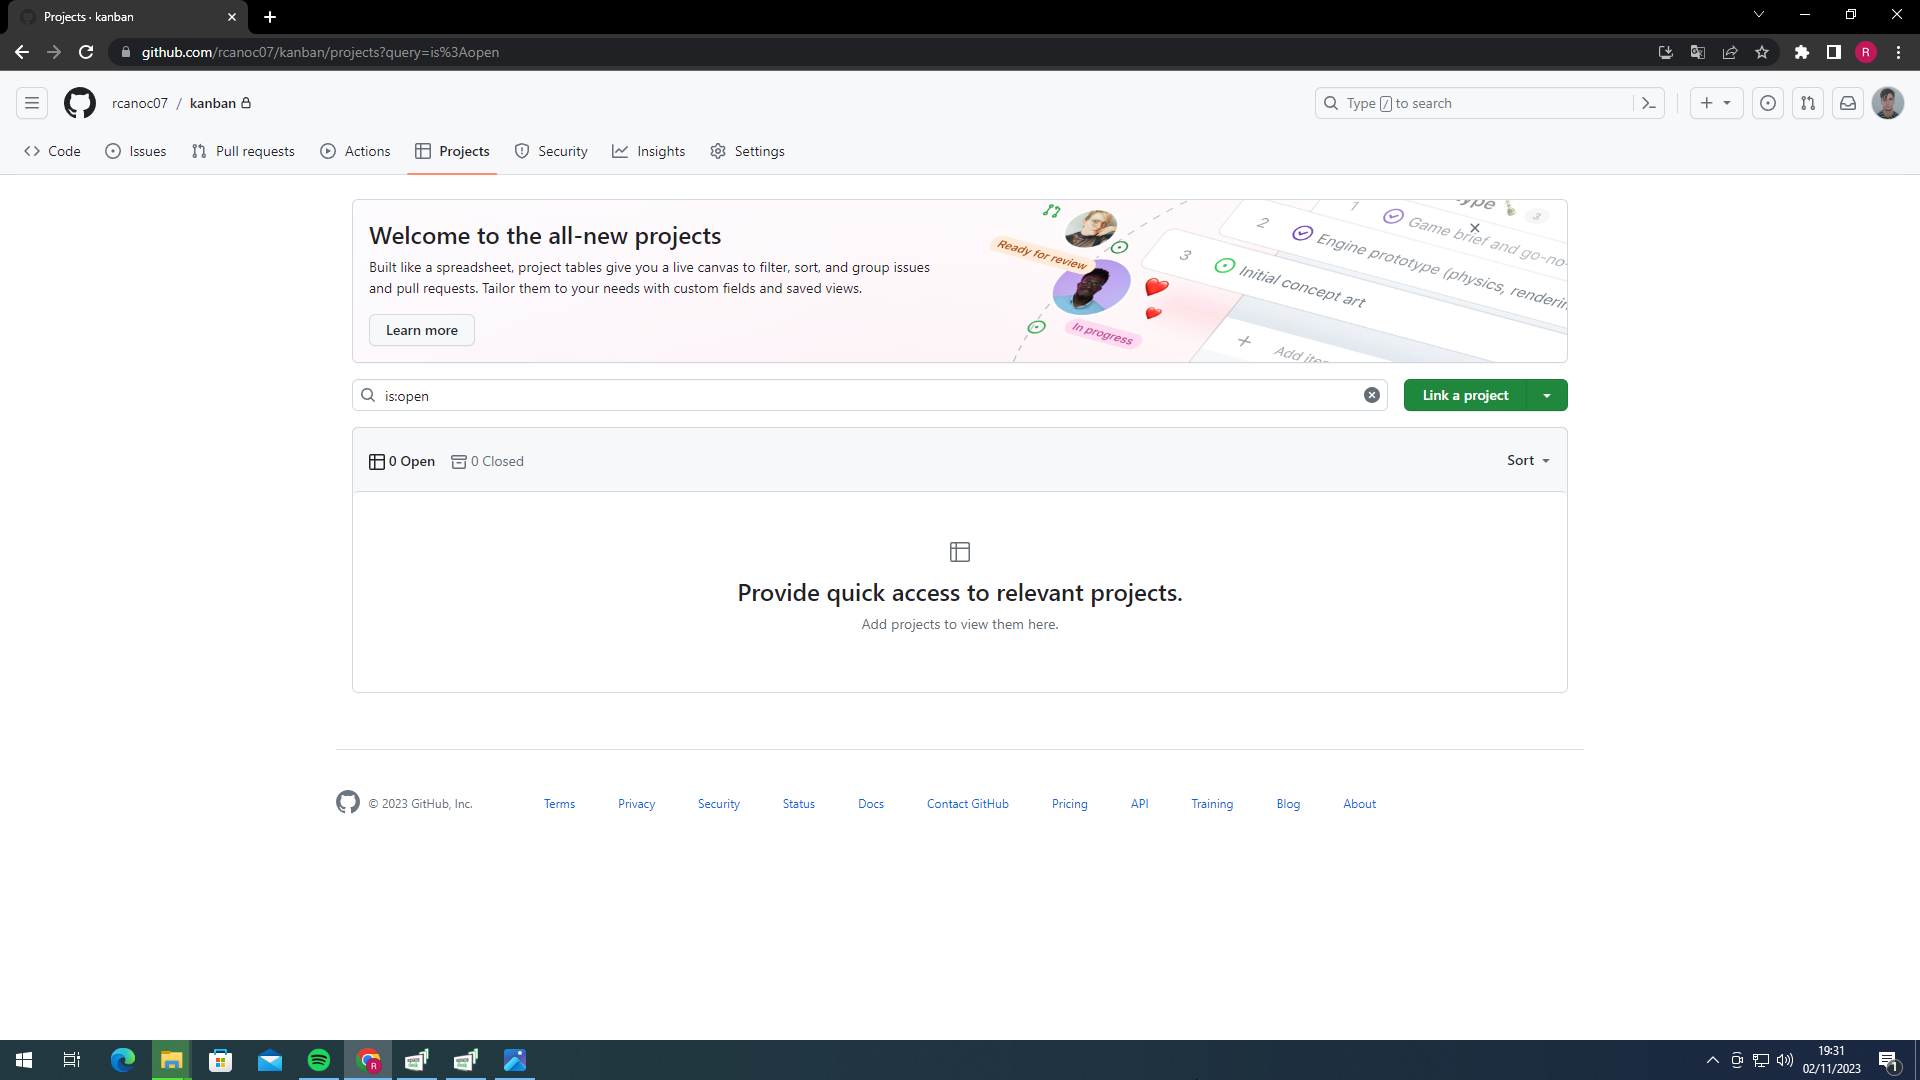 Projects · kanban
github.com/rcanoc07/kanban/projects?query=is%3Aopen
R
rcanoc07 / kanban
Type / to search
Code Issues Pull requests Actions Projects Security Insights Settings
Welcome to the all-new projects
Built like a spreadsheet, project tables give you a live canvas to filter, sort, and group issues
and pull requests. Tailor them to your needs with custom fields and saved views.
Learn more
Ready for review
In progress
1 Game brief and go-no-
2 Engine prototype (physics, renderin
3 Initial concept art
3
+
is:open
Link a project
0 Open 0 Closed
Sort
Provide quick access to relevant projects.
Add projects to view them here.
© 2023 GitHub, Inc. Terms Privacy Security Status Docs Contact GitHub Pricing API Training Blog About
R
19:31
02/11/2023
1